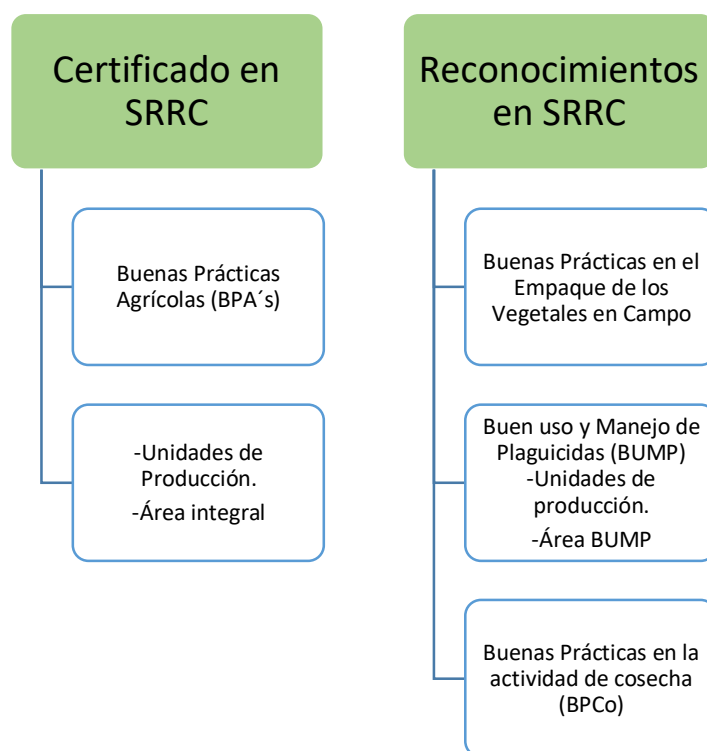 Certificado en
SRRC
Buenas Prácticas
Agrícolas (BPA´s)
-Unidades de
Producción.
-Área integral
Reconocimientos
en SRRC
Buenas Prácticas en el
Empaque de los
Vegetales en Campo
Buen uso y Manejo de
Plaguicidas (BUMP)
-Unidades de
producción.
-Área BUMP
Buenas Prácticas en la
actividad de cosecha
(BPCo)